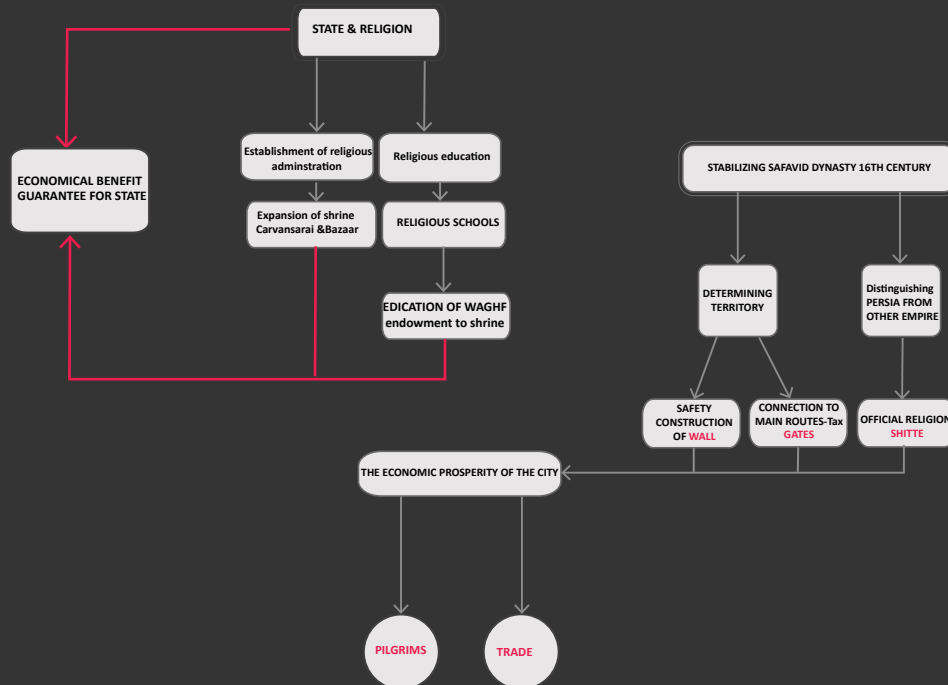 STATE & RELIGION
ECONOMICAL BENEFIT
GUARANTEE FOR STATE
Establishment of religious
adminstration
Religious education
Expansion of shrine
Carvansarai &Bazaar
RELIGIOUS SCHOOLS
EDICATION OF WAGHF
endowment to shrine
STABILIZING SAFAVID DYNASTY 16TH CENTURY
DETERMINING
TERRITORY
Distinguishing
PERSIA FROM
OTHER EMPIRE
SAFETY
CONSTRUCTION
OF WALL
CONNECTION TO
MAIN ROUTES-Tax
GATES
OFFICIAL RELIGION
SHITTE
THE ECONOMIC PROSPERITY OF THE CITY
PILGRIMS
TRADE